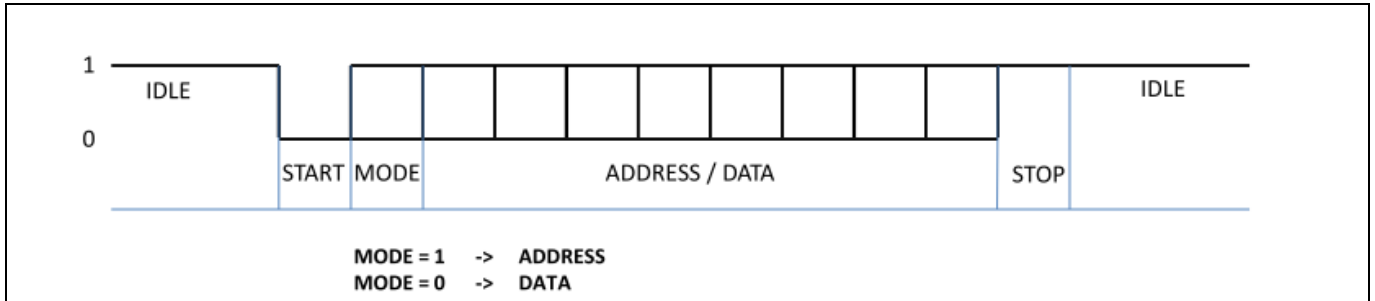 1
IDLE
IDLE
0
START MODE ADDRESS / DATA STOP
MODE = 1 -> ADDRESS
MODE = 0 -> DATA